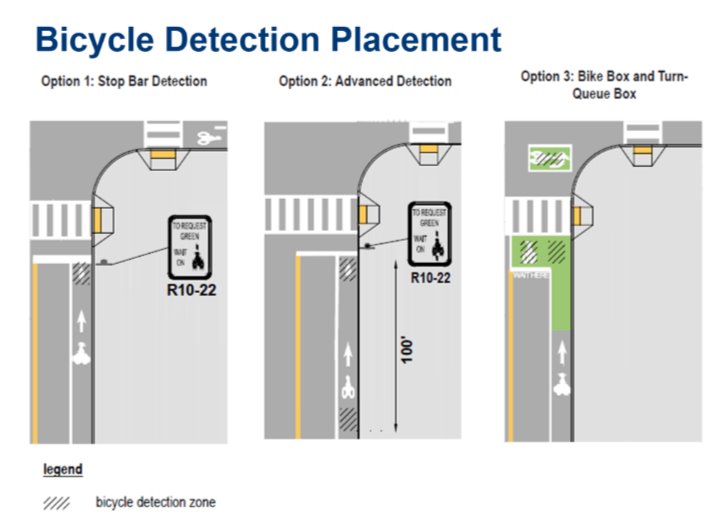 Bicycle Detection Placement
Option 1: Stop Bar Detection
Option 2: Advanced Detection
Option 3: Bike Box and Turn-
Queue Box
TO REQUEST
GREEN
WAIT
ON
R10-22
TO REQUEST
GREEN
WAIT
ON
R10-22
100'
WAIT HERE
legend
bicycle detection zone